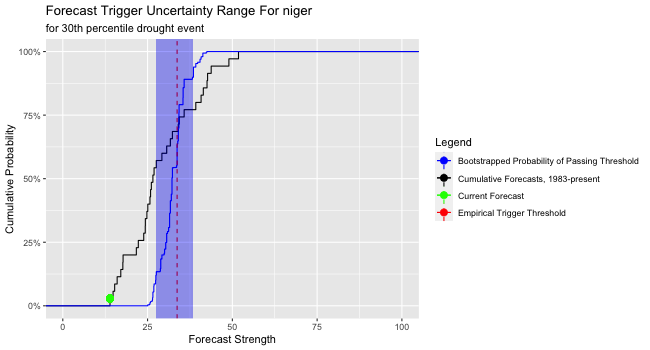 Forecast Trigger Uncertainty Range For niger
for 30th percentile drought event
100%
75%
50%
25%
0%
Cumulative Probability
0 25 50 75 100
Forecast Strength
Legend
Bootstrapped Probability of Passing Threshold
Cumulative Forecasts, 1983-present
Current Forecast
Empirical Trigger Threshold